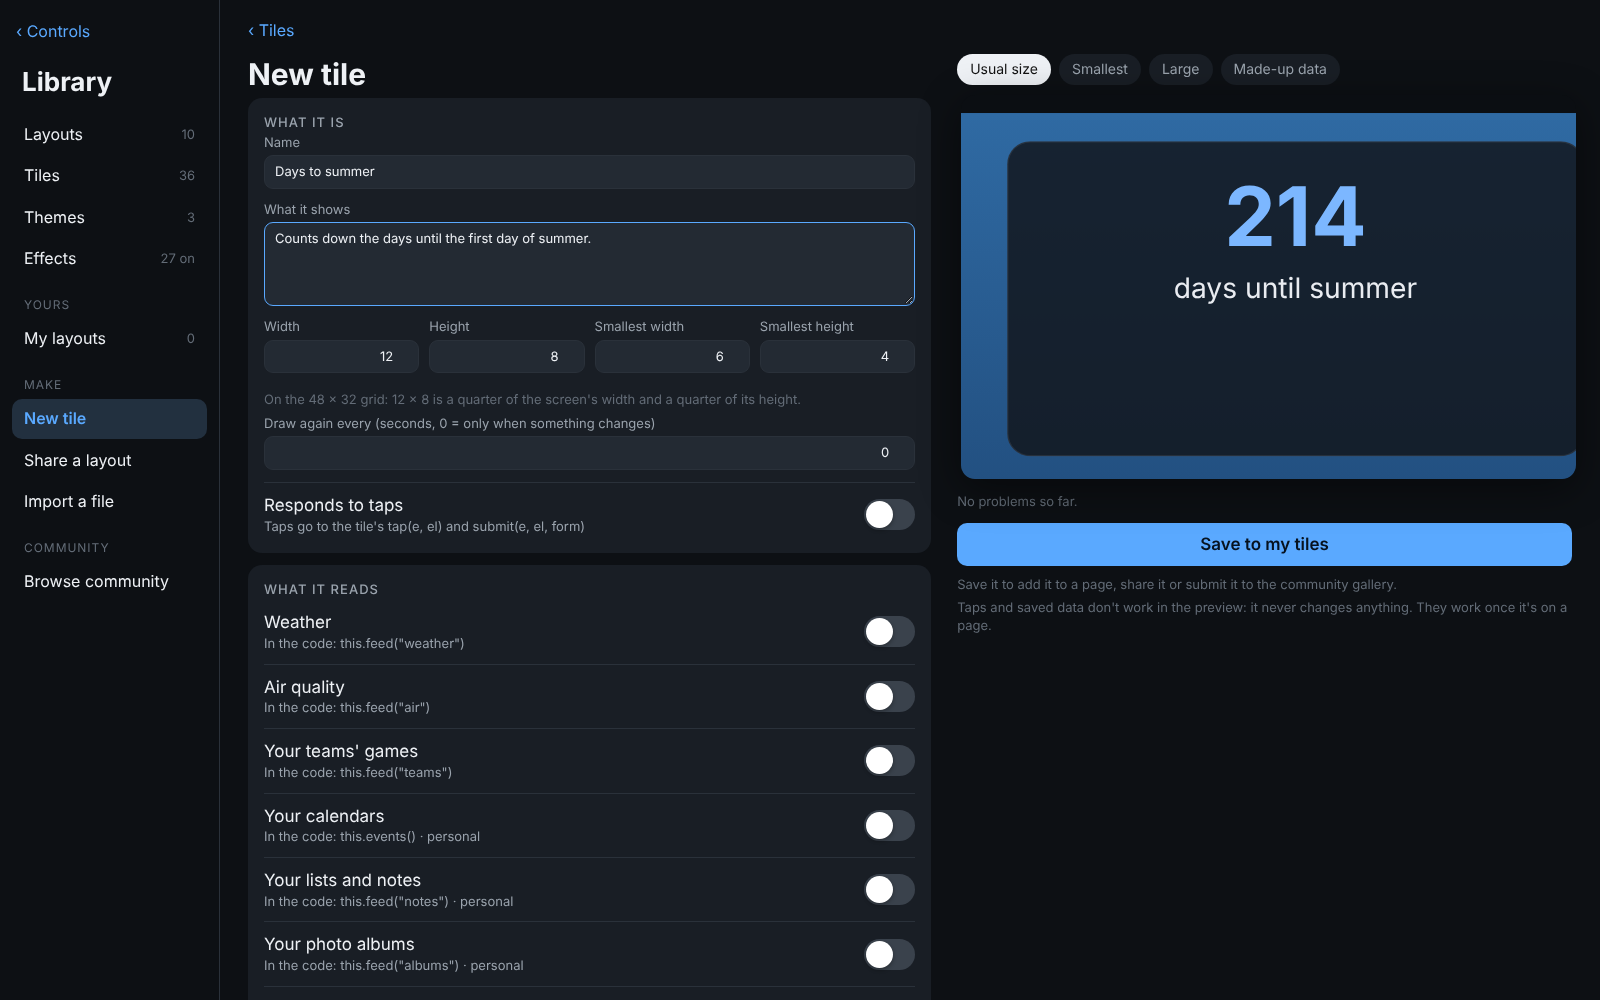 ‹ Controls
Library
Layouts 10
Tiles 36
Themes 3
Effects 27 on
YOURS
My layouts 0
MAKE
New tile
Share a layout
Import a file
COMMUNITY
Browse community
‹ Tiles
New tile
WHAT IT IS
Name
Days to summer
What it shows
Counts down the days until the first day of summer.
Width Height Smallest width Smallest height
12 8 6 4
On the 48 × 32 grid: 12 × 8 is a quarter of the screen's width and a quarter of its height.
Draw again every (seconds, 0 = only when something changes)
0
Responds to taps
Taps go to the tile's tap(e, el) and submit(e, el, form)
WHAT IT READS
Weather
In the code: this.feed("weather")
Air quality
In the code: this.feed("air")
Your teams' games
In the code: this.feed("teams")
Your calendars
In the code: this.events() · personal
Your lists and notes
In the code: this.feed("notes") · personal
Your photo albums
In the code: this.feed("albums") · personal
Usual size Smallest Large Made-up data
214
days until summer
No problems so far.
Save to my tiles
Save it to add it to a page, share it or submit it to the community gallery.
Taps and saved data don't work in the preview: it never changes anything. They work once it's on a
page.